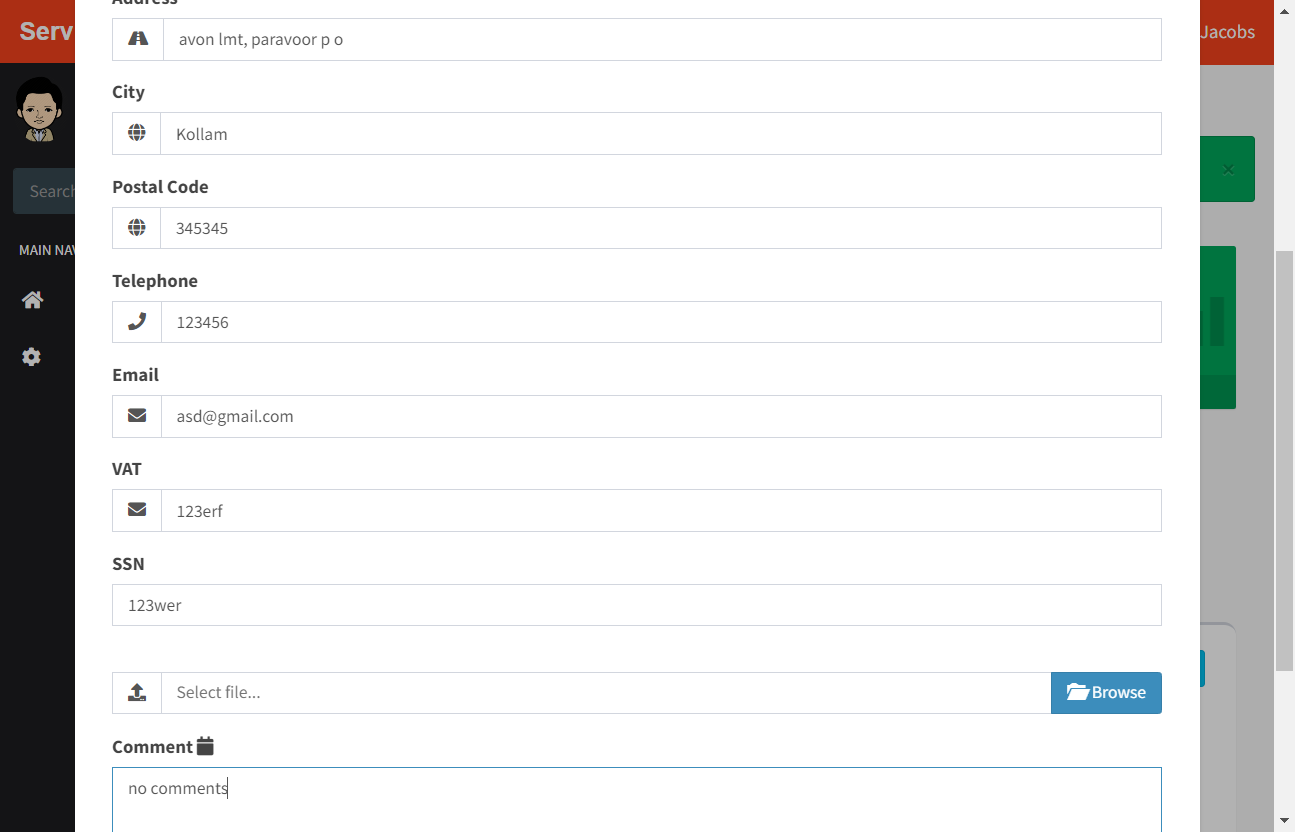 Address
Serv
Jacobs
avon lmt, paravoor p o
City
Kollam
×
Search
Postal Code
345345
MAIN NAV
Telephone
123456
Email
asd@gmail.com
VAT
123erf
SSN
123wer
Select file...
Browse
Comment
no comments